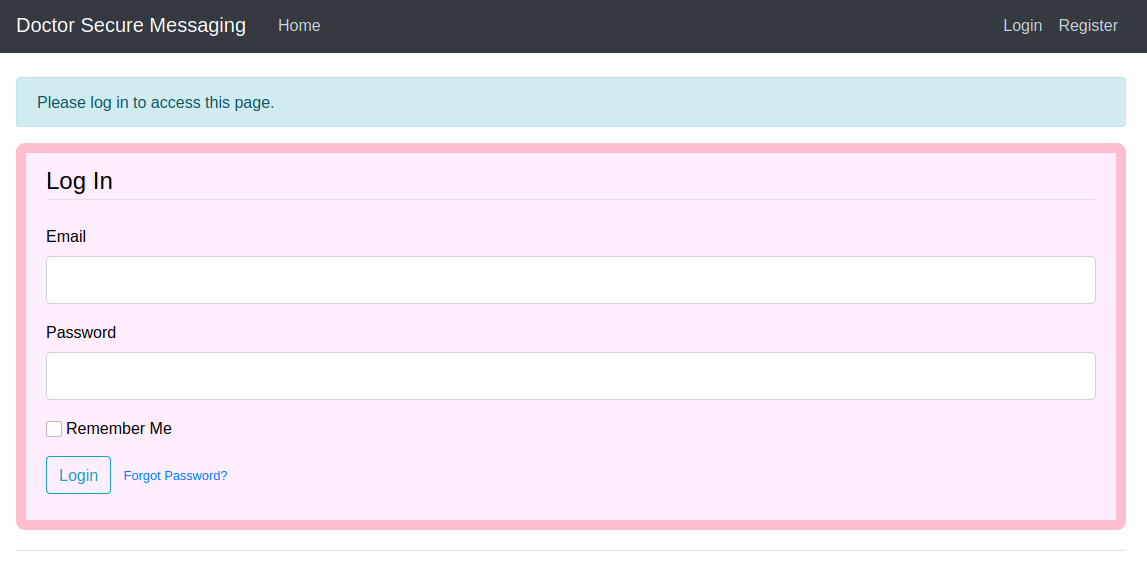 Doctor Secure Messaging Home Login Register
Please log in to access this page.
Log In
Email
Password
Remember Me
Login Forgot Password?